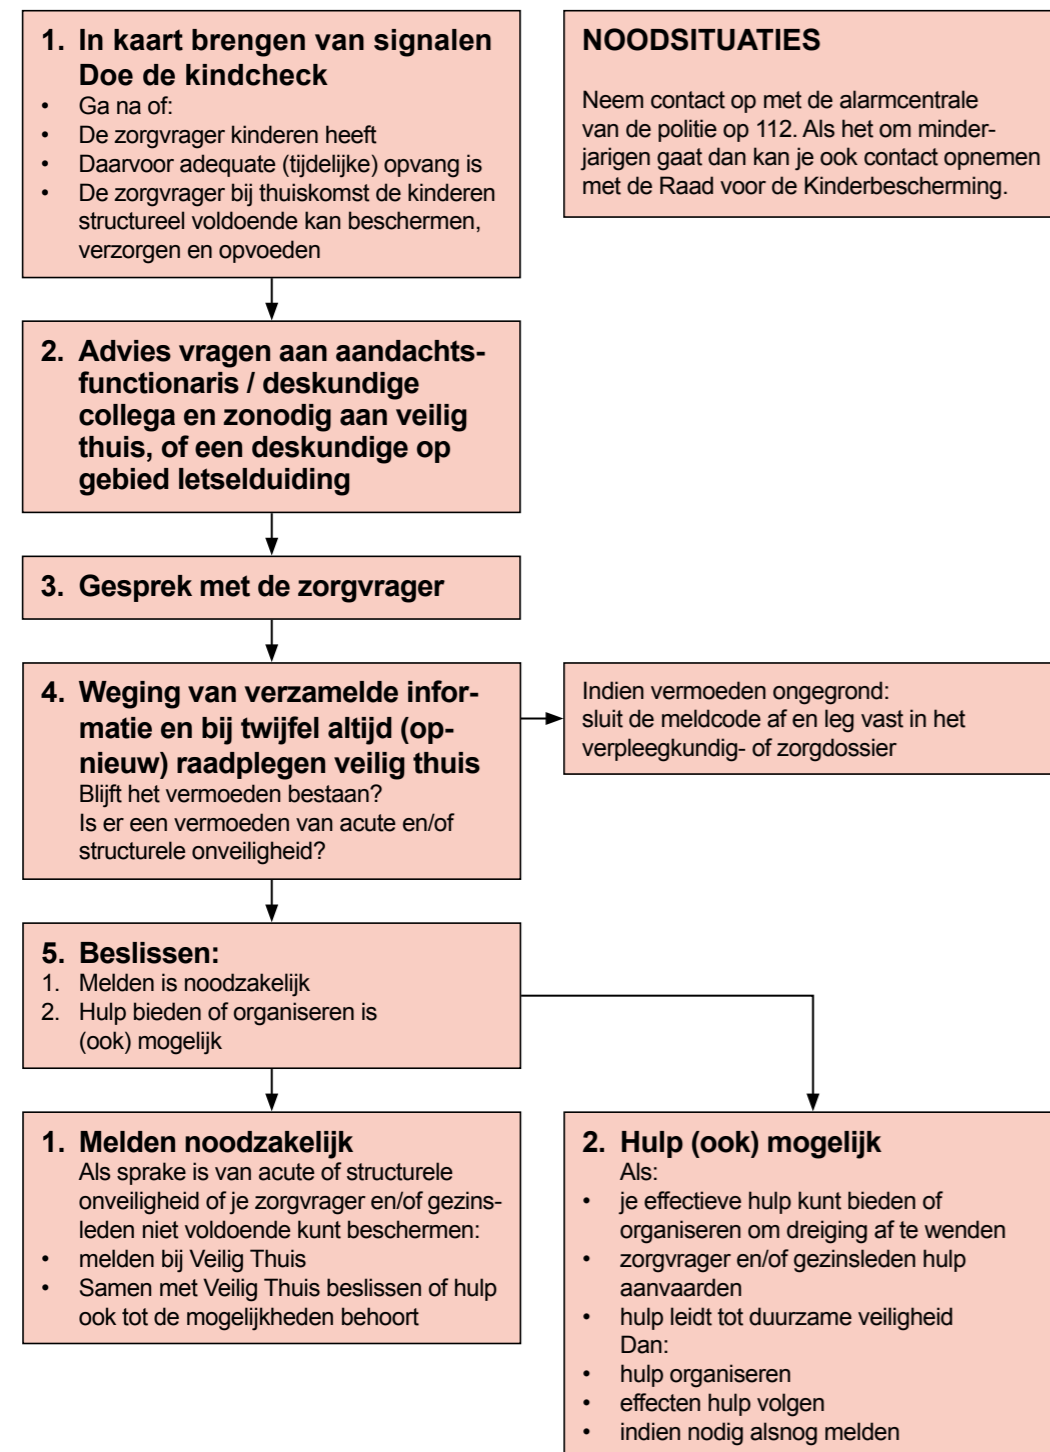 1. In kaart brengen van signalen
Doe de kindcheck
• Ga na of:
• De zorgvrager kinderen heeft
• Daarvoor adequate (tijdelijke) opvang is
• De zorgvrager bij thuiskomst de kinderen
structureel voldoende kan beschermen,
verzorgen en opvoeden
NOODSITUATIES
Neem contact op met de alarmcentrale
van de politie op 112. Als het om minder-
jarigen gaat dan kan je ook contact opnemen
met de Raad voor de Kinderbescherming.
2. Advies vragen aan aandachts-
functionaris / deskundige
collega en zonodig aan veilig
thuis, of een deskundige op
gebied letselduiding
3. Gesprek met de zorgvrager
4. Weging van verzamelde infor-
matie en bij twijfel altijd (op-
nieuw) raadplegen veilig thuis
Blijft het vermoeden bestaan?
Is er een vermoeden van acute en/of
structurele onveiligheid?
Indien vermoeden ongegrond:
sluit de meldcode af en leg vast in het
verpleegkundig- of zorgdossier
5. Beslissen:
1. Melden is noodzakelijk
2. Hulp bieden of organiseren is
(ook) mogelijk
1. Melden noodzakelijk
Als sprake is van acute of structurele
onveiligheid of je zorgvrager en/of gezins-
leden niet voldoende kunt beschermen:
• melden bij Veilig Thuis
• Samen met Veilig Thuis beslissen of hulp
ook tot de mogelijkheden behoort
2. Hulp (ook) mogelijk
Als:
• je effectieve hulp kunt bieden of
organiseren om dreiging af te wenden
• zorgvrager en/of gezinsleden hulp
aanvaarden
• hulp leidt tot duurzame veiligheid
Dan:
• hulp organiseren
• effecten hulp volgen
• indien nodig alsnog melden